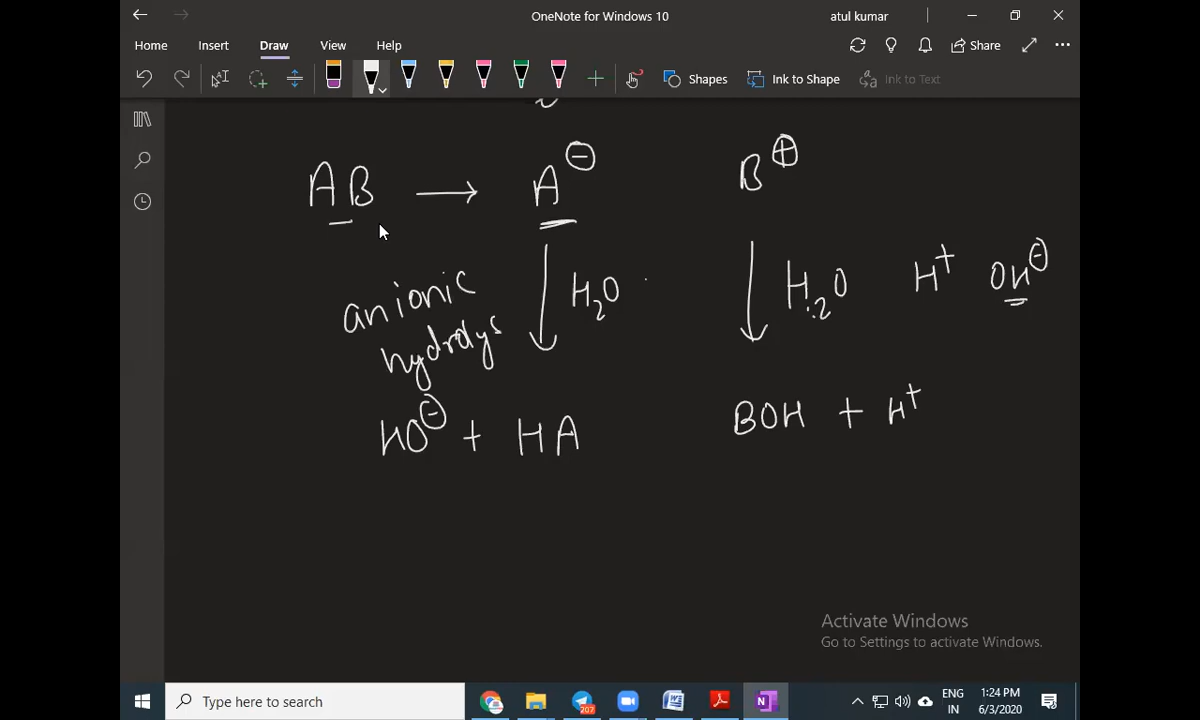 OneNote for Windows 10
atul kumar
Home Insert Draw View Help
Share
Shapes
Ink to Shape
Ink to Text
AB ⟶ A⊖ B⊕
anionic
hydrolys
H₂O
H₂O
H⁺ OH⊖
HO⊖ + HA
BOH + H⁺
Activate Windows
Go to Settings to activate Windows.
Type here to search
207
ENG
IN
1:24 PM
6/3/2020